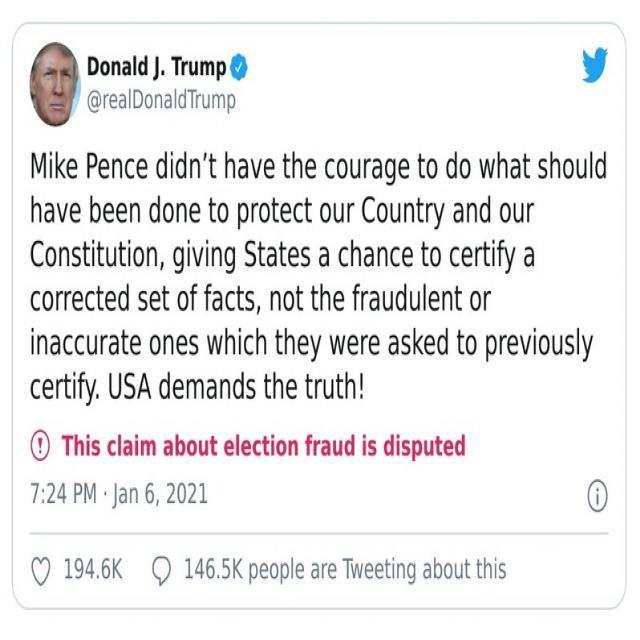 Donald J. Trump
@realDonaldTrump
Mike Pence didn’t have the courage to do what should
have been done to protect our Country and our
Constitution, giving States a chance to certify a
corrected set of facts, not the fraudulent or
inaccurate ones which they were asked to previously
certify. USA demands the truth!
This claim about election fraud is disputed
7:24 PM · Jan 6, 2021
194.6K 146.5K people are Tweeting about this